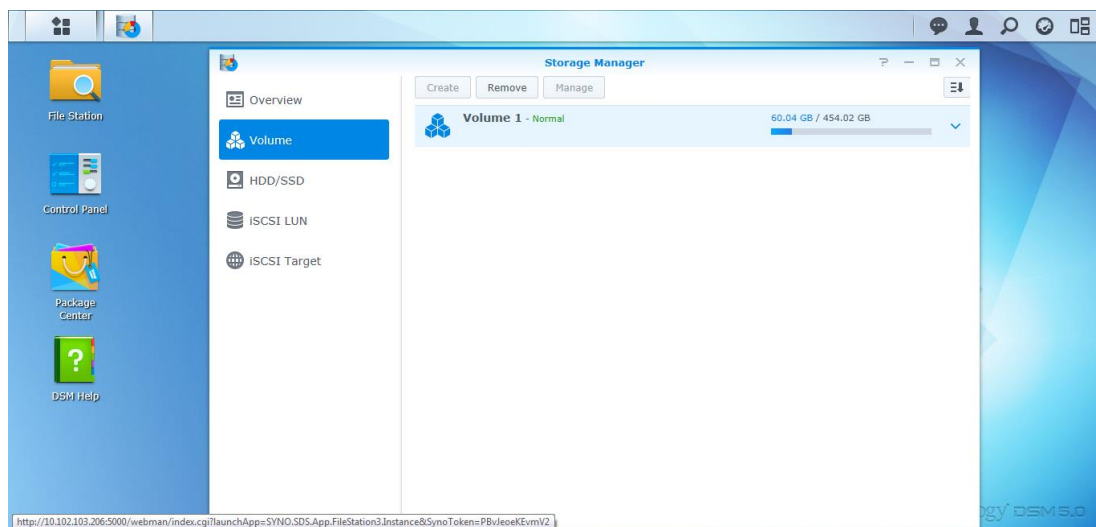 Storage Manager
Create Remove Manage
File Station
Control Panel
Package
Center
DSM Help
Overview
Volume
HDD/SSD
iSCSI LUN
iSCSI Target
Volume 1 - Normal
60.04 GB / 454.02 GB
http://10.102.103.206:5000/webman/index.cgi?launchApp=SYNO.SDS.App.FileStation3.Instance&SynoToken=PBvJeoeKEvmV2
DSM 5.0